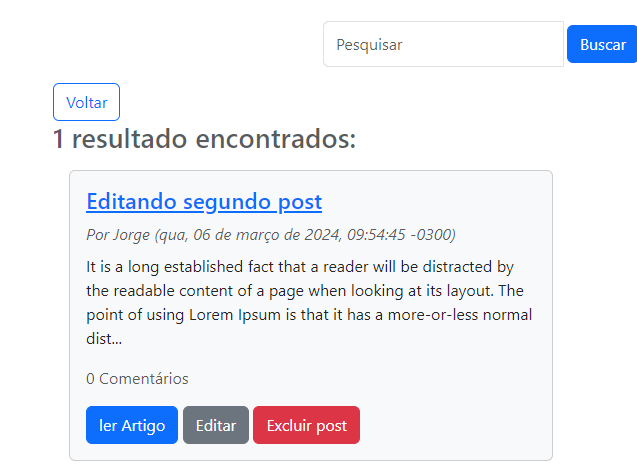 Pesquisar
Buscar
Voltar
1 resultado encontrados:
Editando segundo post
Por Jorge (qua, 06 de março de 2024, 09:54:45 -0300)
It is a long established fact that a reader will be distracted by
the readable content of a page when looking at its layout. The
point of using Lorem Ipsum is that it has a more-or-less normal
dist...
0 Comentários
ler Artigo
Editar
Excluir post